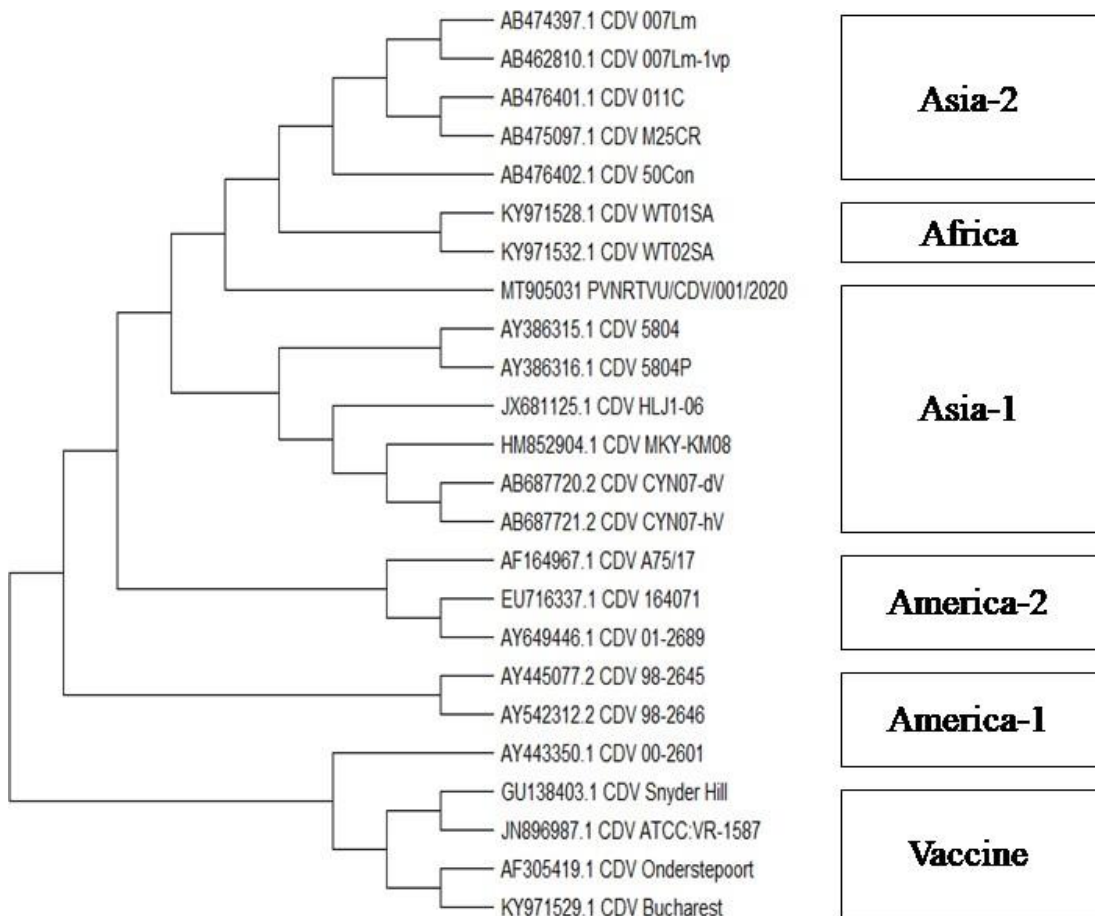 AB474397.1 CDV 007Lm
AB462810.1 CDV 007Lm-1vp
AB476401.1 CDV 011C
AB475097.1 CDV M25CR
AB476402.1 CDV 50Con
Asia-2
KY971528.1 CDV WT01SA
KY971532.1 CDV WT02SA
Africa
MT905031 PVNRTVU/CDV/001/2020
AY386315.1 CDV 5804
AY386316.1 CDV 5804P
JX681125.1 CDV HLJ1-06
HM852904.1 CDV MKY-KM08
AB687720.2 CDV CYN07-dV
AB687721.2 CDV CYN07-hV
Asia-1
AF164967.1 CDV A75/17
EU716337.1 CDV 164071
AY649446.1 CDV 01-2689
America-2
AY445077.2 CDV 98-2645
AY542312.2 CDV 98-2646
AY443350.1 CDV 00-2601
America-1
GU138403.1 CDV Snyder Hill
JN896987.1 CDV ATCC:VR-1587
AF305419.1 CDV Onderstepoort
KY971529.1 CDV Bucharest
Vaccine